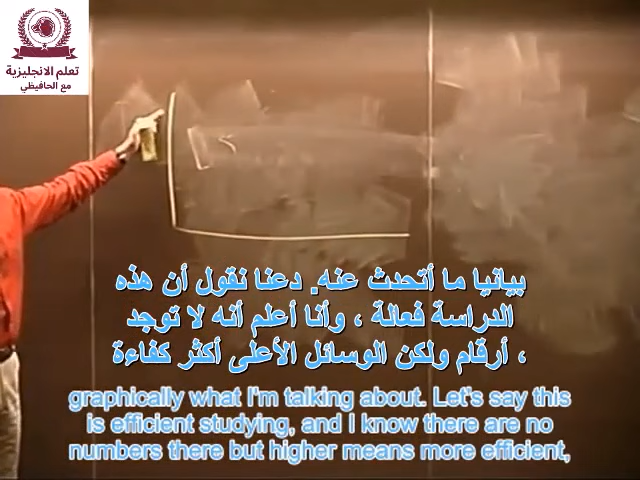 تعلم الانجليزية
مع الحافيظي
بيانيا ما أتحدث عنه. دعنا نقول أن هذه
الدراسة فعالة ، وأنا أعلم أنه لا توجد
أرقام ولكن الوسائل الأعلى أكثر كفاءة ،
graphically what I'm talking about. Let's say this
is efficient studying, and I know there are no
numbers there but higher means more efficient,